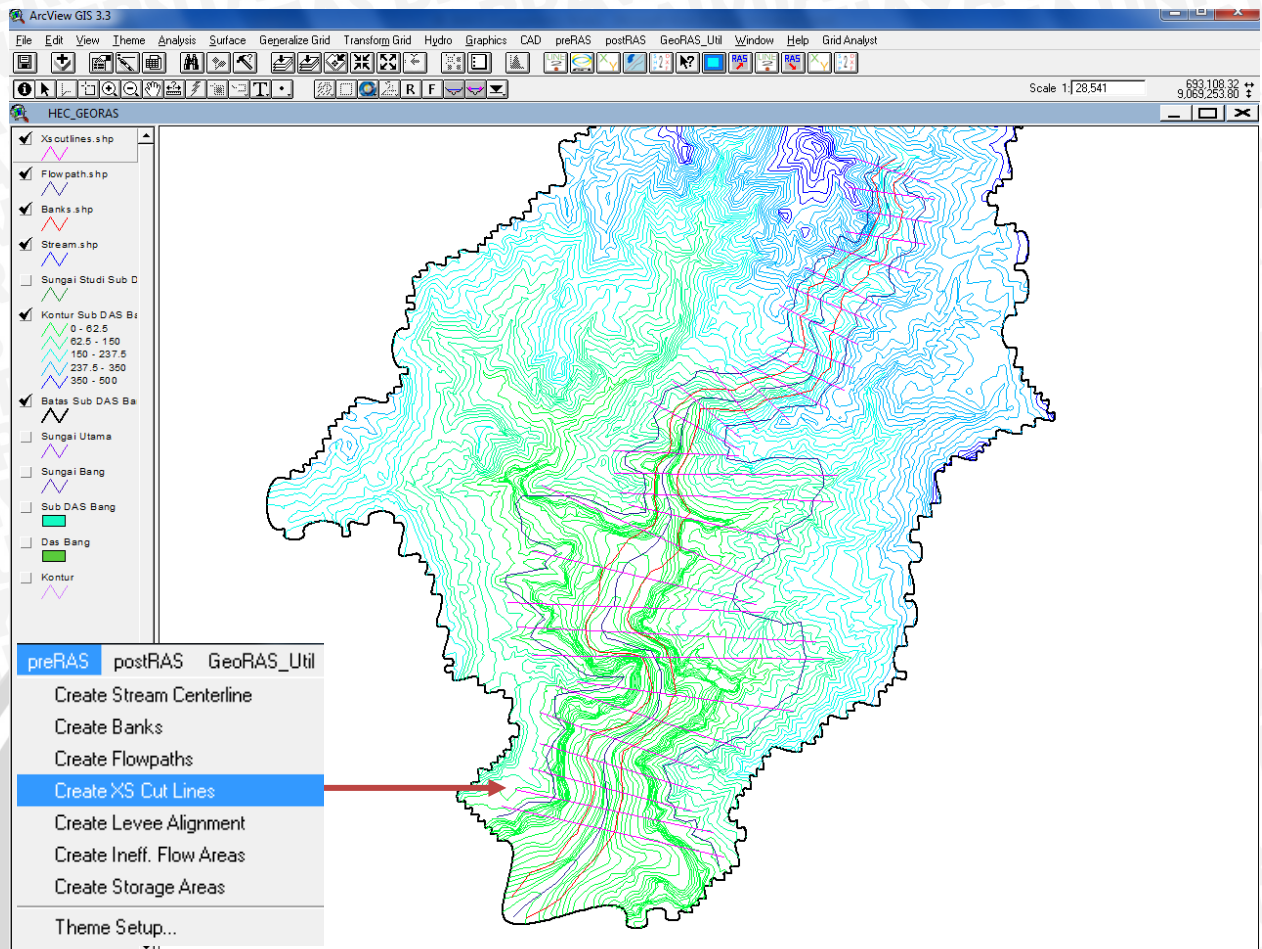 ArcView GIS 3.3
File Edit View Theme Analysis Surface Generalize Grid Transform Grid Hydro Graphics CAD preRAS postRAS GeoRAS_Util Window Help Grid Analyst
Scale 1: 28,541
693,108.32
9,069,253.80
HEC_GEORAS
Xscutlines.shp
Flowpath.shp
Banks.shp
Stream.shp
Sungai Studi Sub D
Kontur Sub DAS Ba
0 - 62.5
62.5 - 150
150 - 237.5
237.5 - 350
350 - 500
Batas Sub DAS Ba
Sungai Utama
Sungai Bang
Sub DAS Bang
Das Bang
Kontur
preRAS postRAS GeoRAS_Util
Create Stream Centerline
Create Banks
Create Flowpaths
Create XS Cut Lines
Create Levee Alignment
Create Ineff. Flow Areas
Create Storage Areas
Theme Setup...